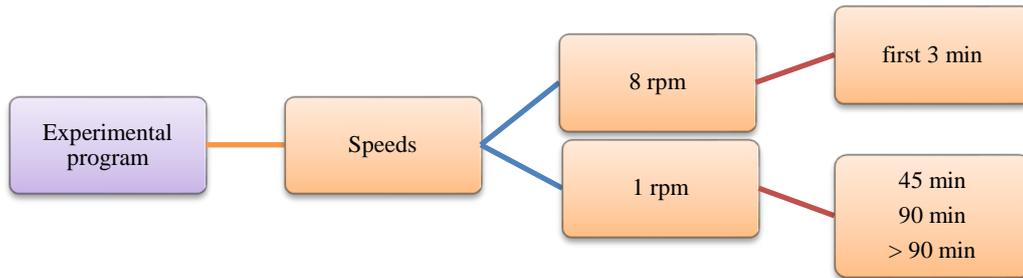 Experimental
program
Speeds
8 rpm
first 3 min
1 rpm
45 min
90 min
> 90 min